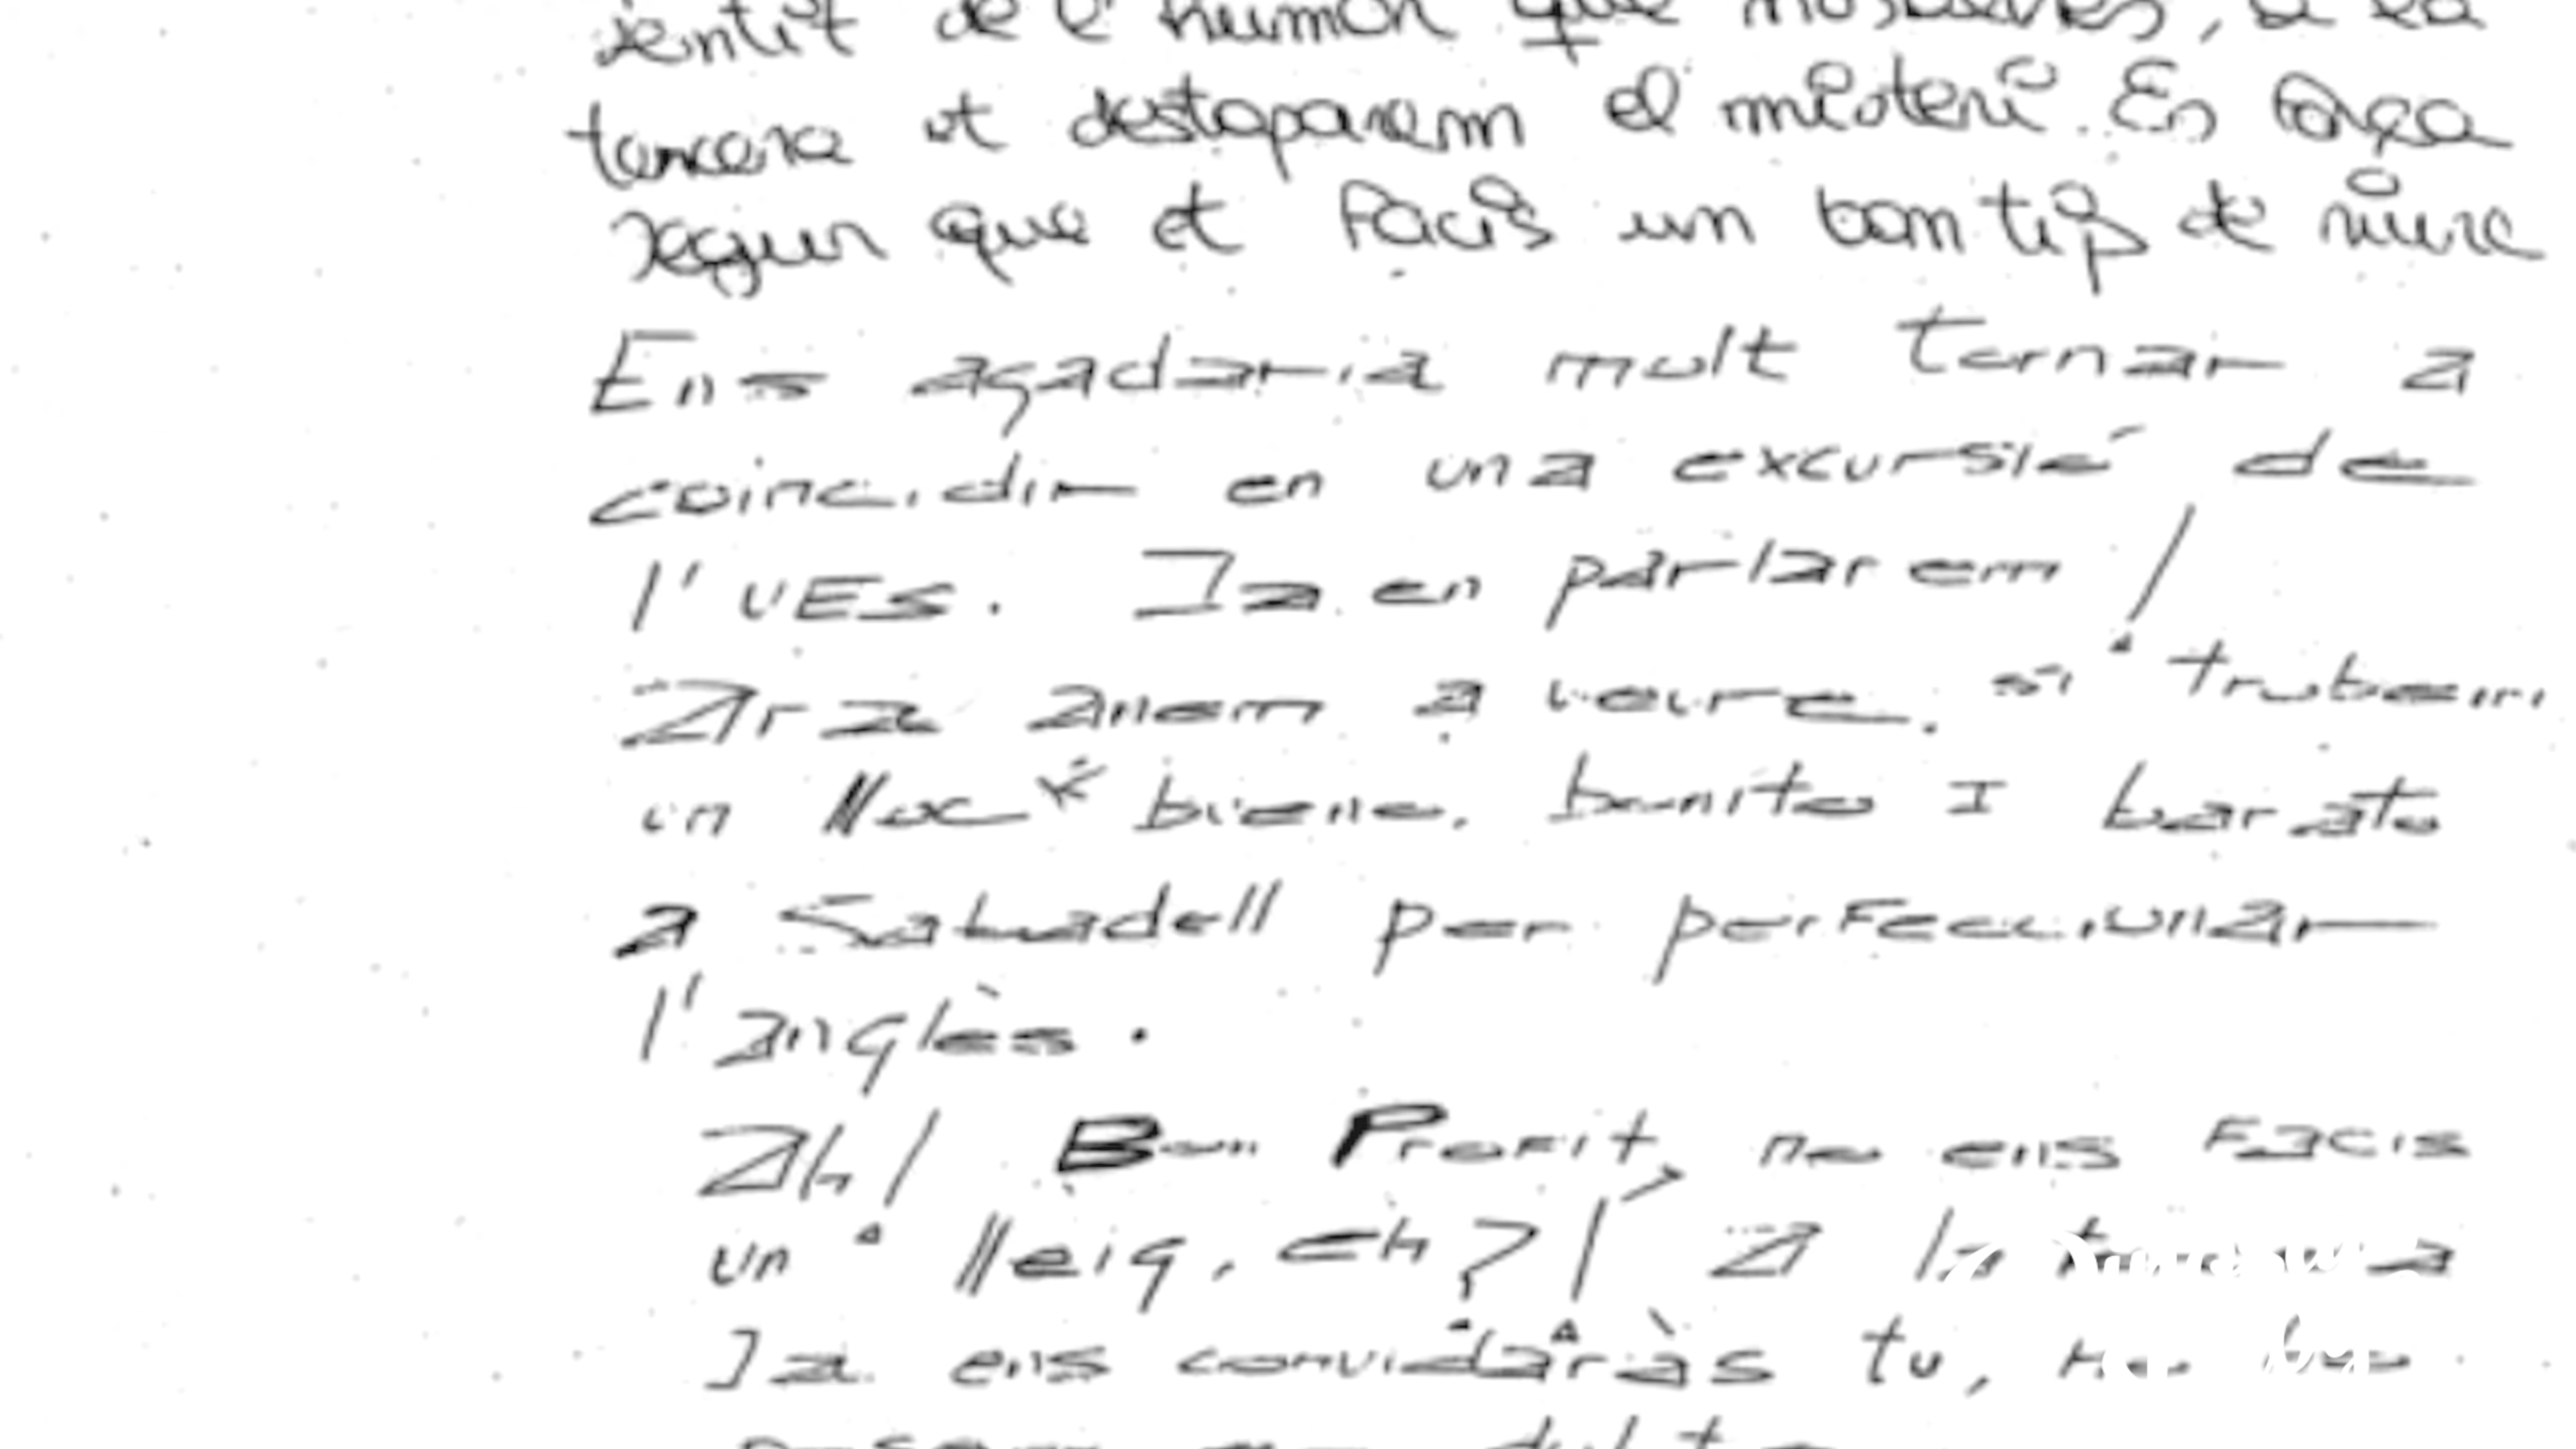 sentit de l'humor que mostraves, a la
tercera et destaparem el misteri. En força
segur que et facis un bon tip de riure
Ens agadaria molt tornar a
coincidir en una excursió de
l'UES. Ja en parlarem!
Ara anem a veure. si trobem
un lloc * bueno. bonito I barato
a Sabadell per perfeccionar
l'anglès.
Ah! Bon Profit, no ens facis
un lleig, eh?! A la
Ja ens convidaràs tu, no